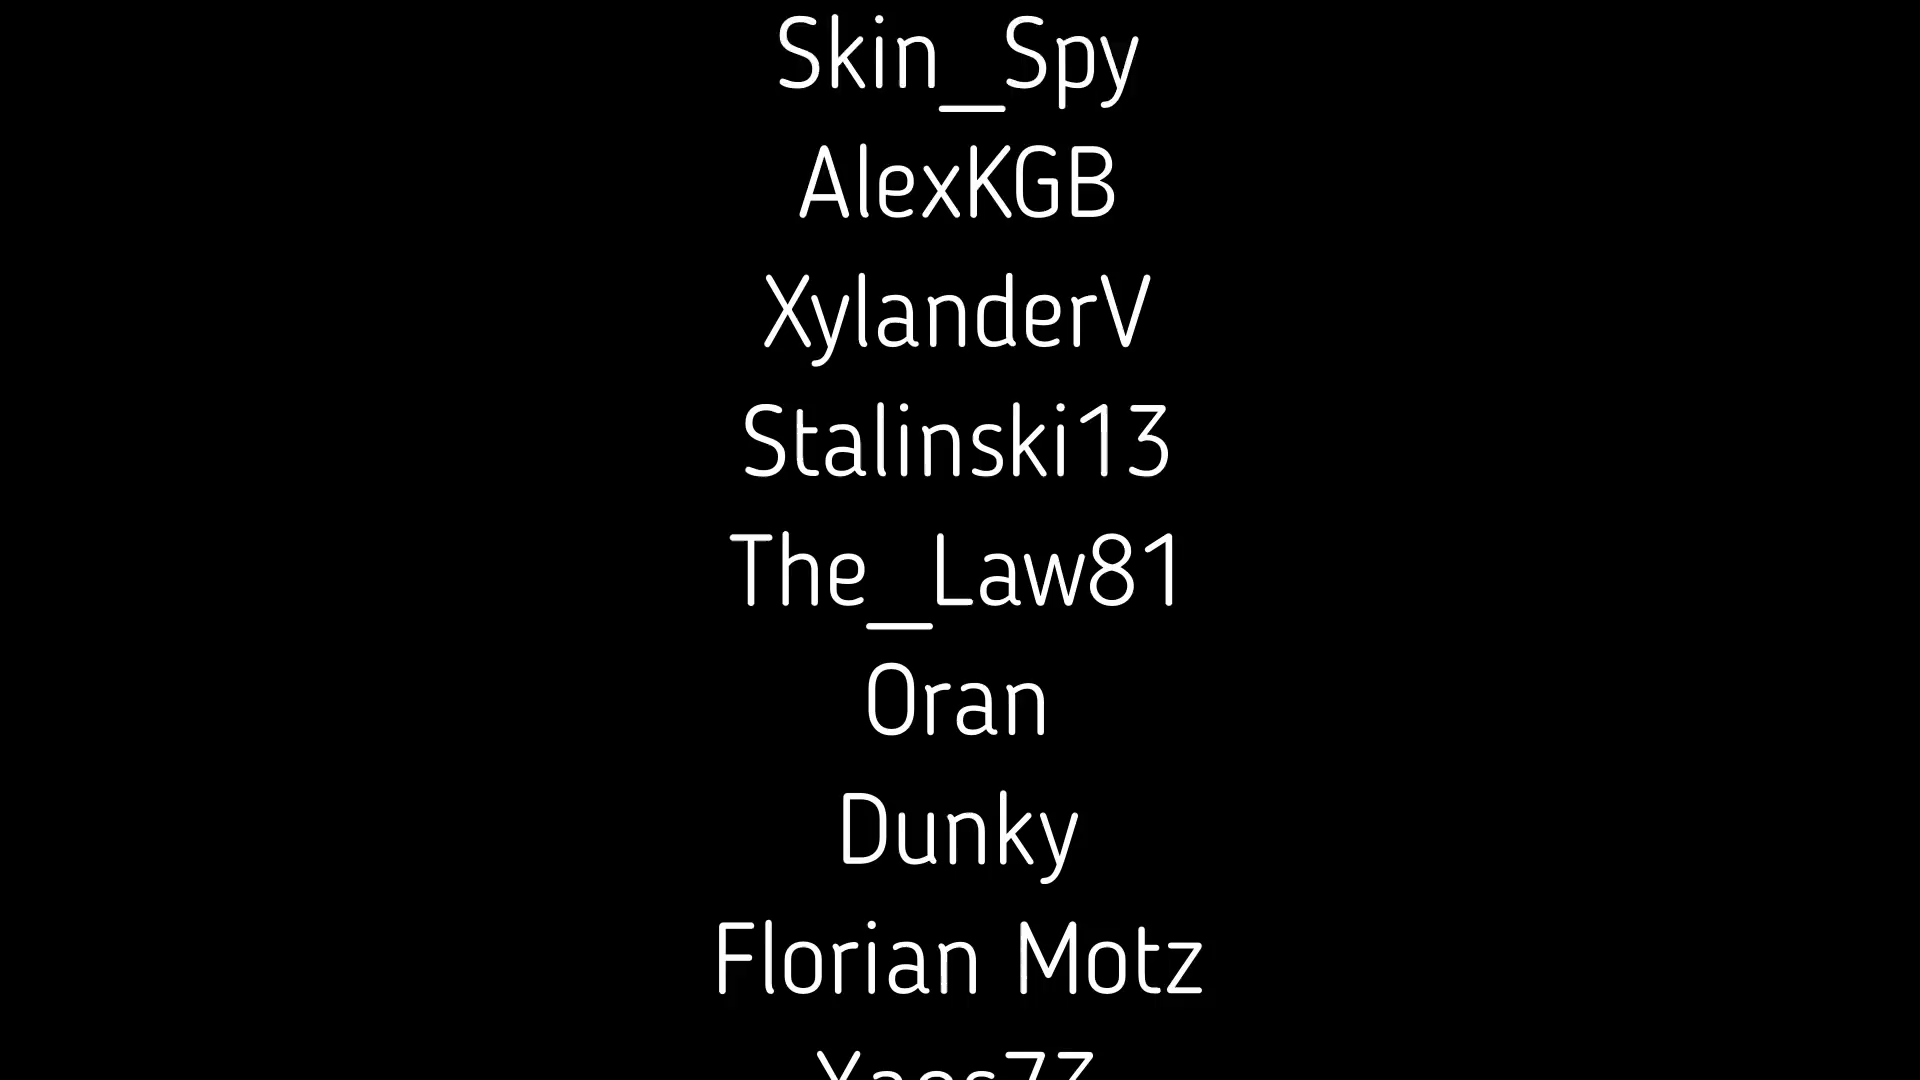 Skin_Spy
AlexKGB
XylanderV
Stalinski13
The_Law81
Oran
Dunky
Florian Motz